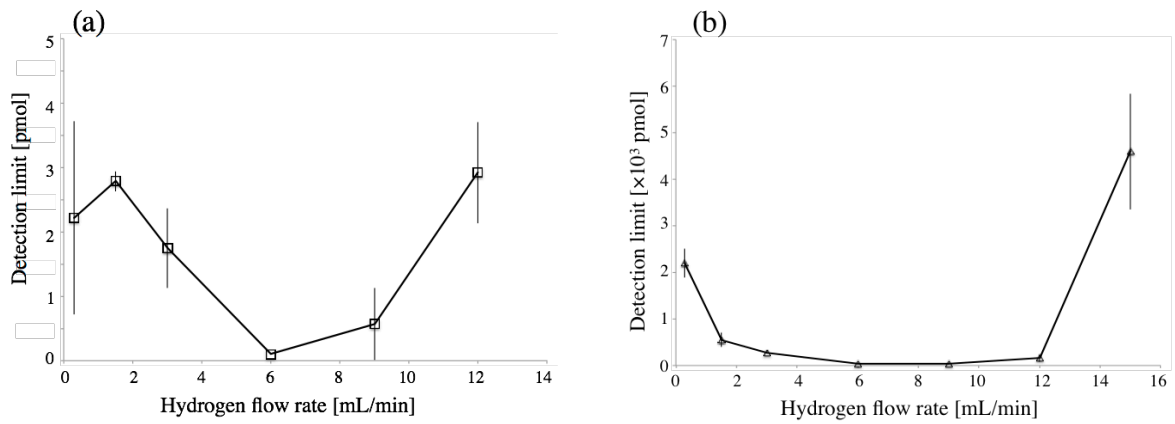 (a)
5
4
3
2
1
0
Detection limit [pmol]
0 2 4 6 8 10 12 14
Hydrogen flow rate [mL/min]
(b)
7
6
5
4
3
2
1
0
Detection limit [×10³ pmol]
0 2 4 6 8 10 12 14 16
Hydrogen flow rate [mL/min]